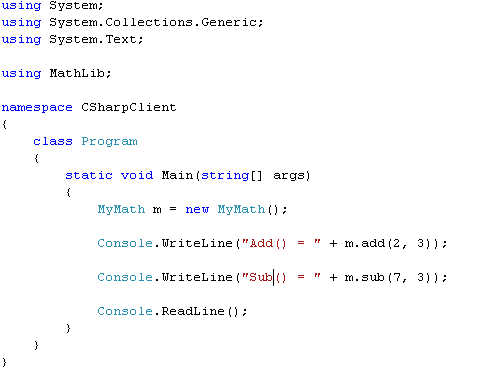 using System;
using System.Collections.Generic;
using System.Text;
using MathLib;
namespace CSharpClient
{
class Program
{
static void Main(string[] args)
{
MyMath m = new MyMath();
Console.WriteLine("Add() = " + m.add(2, 3));
Console.WriteLine("Sub() = " + m.sub(7, 3));
Console.ReadLine();
}
}
}